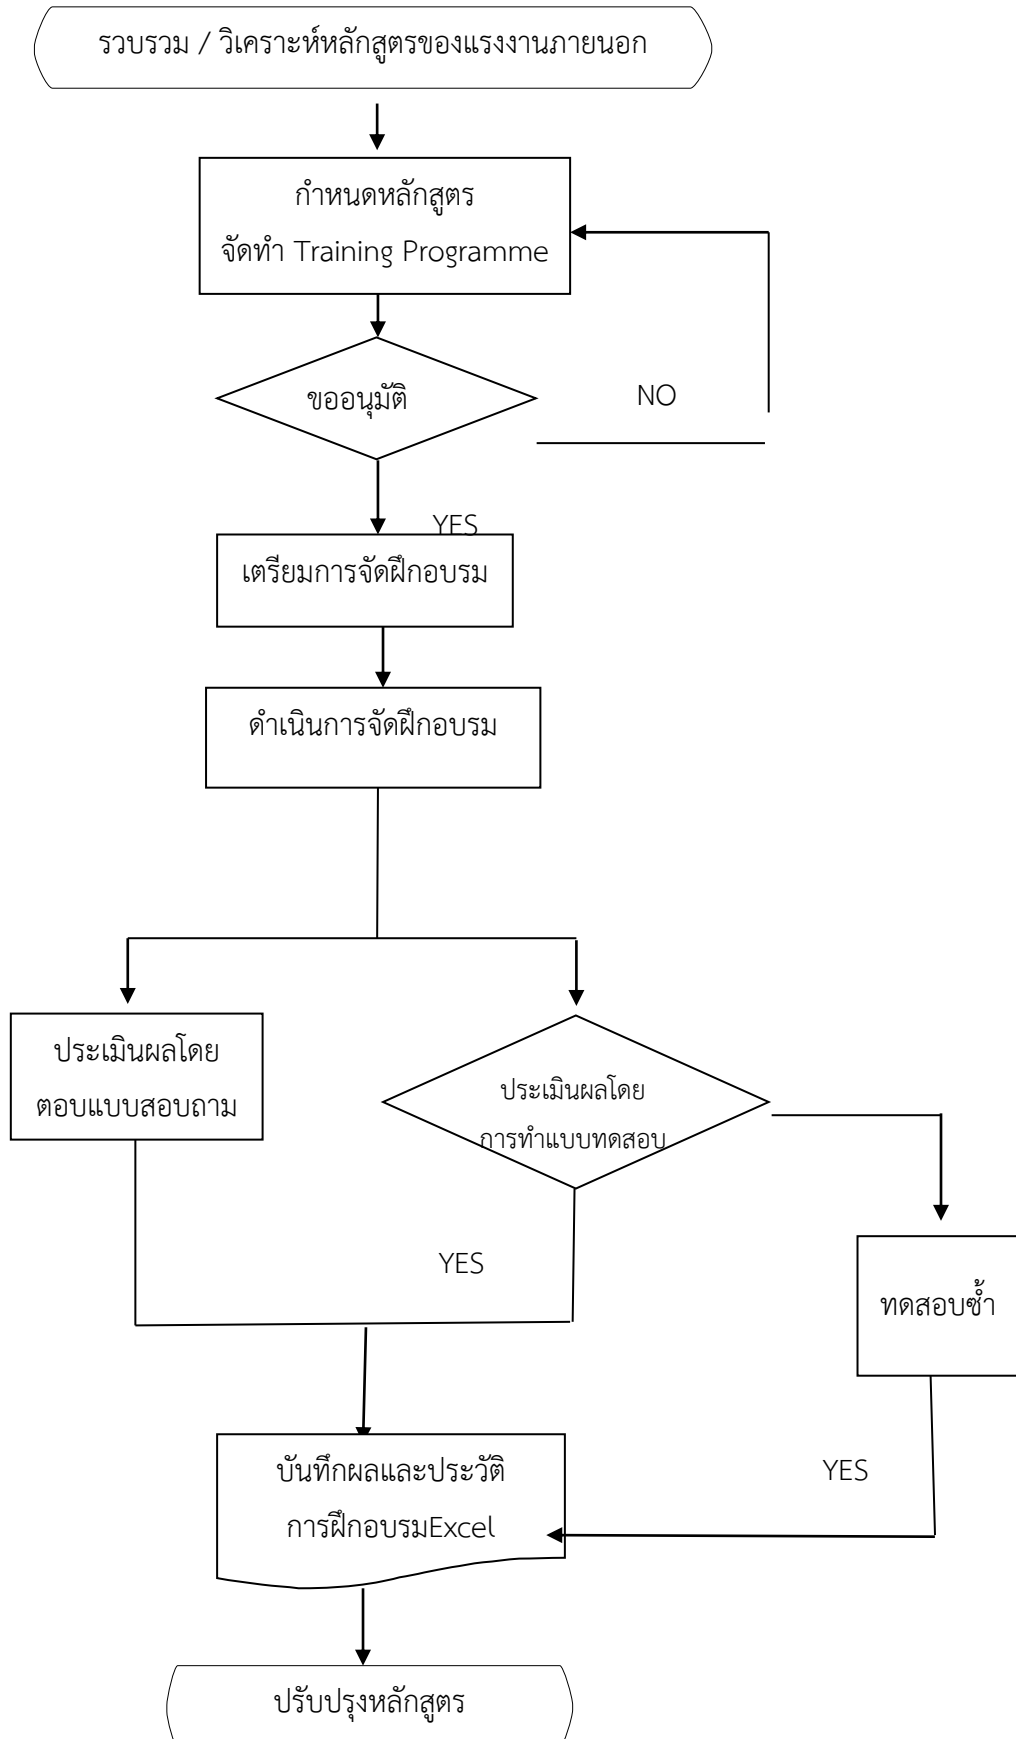 รวบรวม / วิเคราะห์หลักสูตรของแรงงานภายนอก
กำหนดหลักสูตร
จัดทำ Training Programme
ขออนุมัติ
NO
YES
เตรียมการจัดฝึกอบรม
ดำเนินการจัดฝึกอบรม
ประเมินผลโดย
ตอบแบบสอบถาม
ประเมินผลโดย
การทำแบบทดสอบ
YES
ทดสอบซ้ำ
บันทึกผลและประวัติ
การฝึกอบรมExcel
YES
ปรับปรุงหลักสูตร